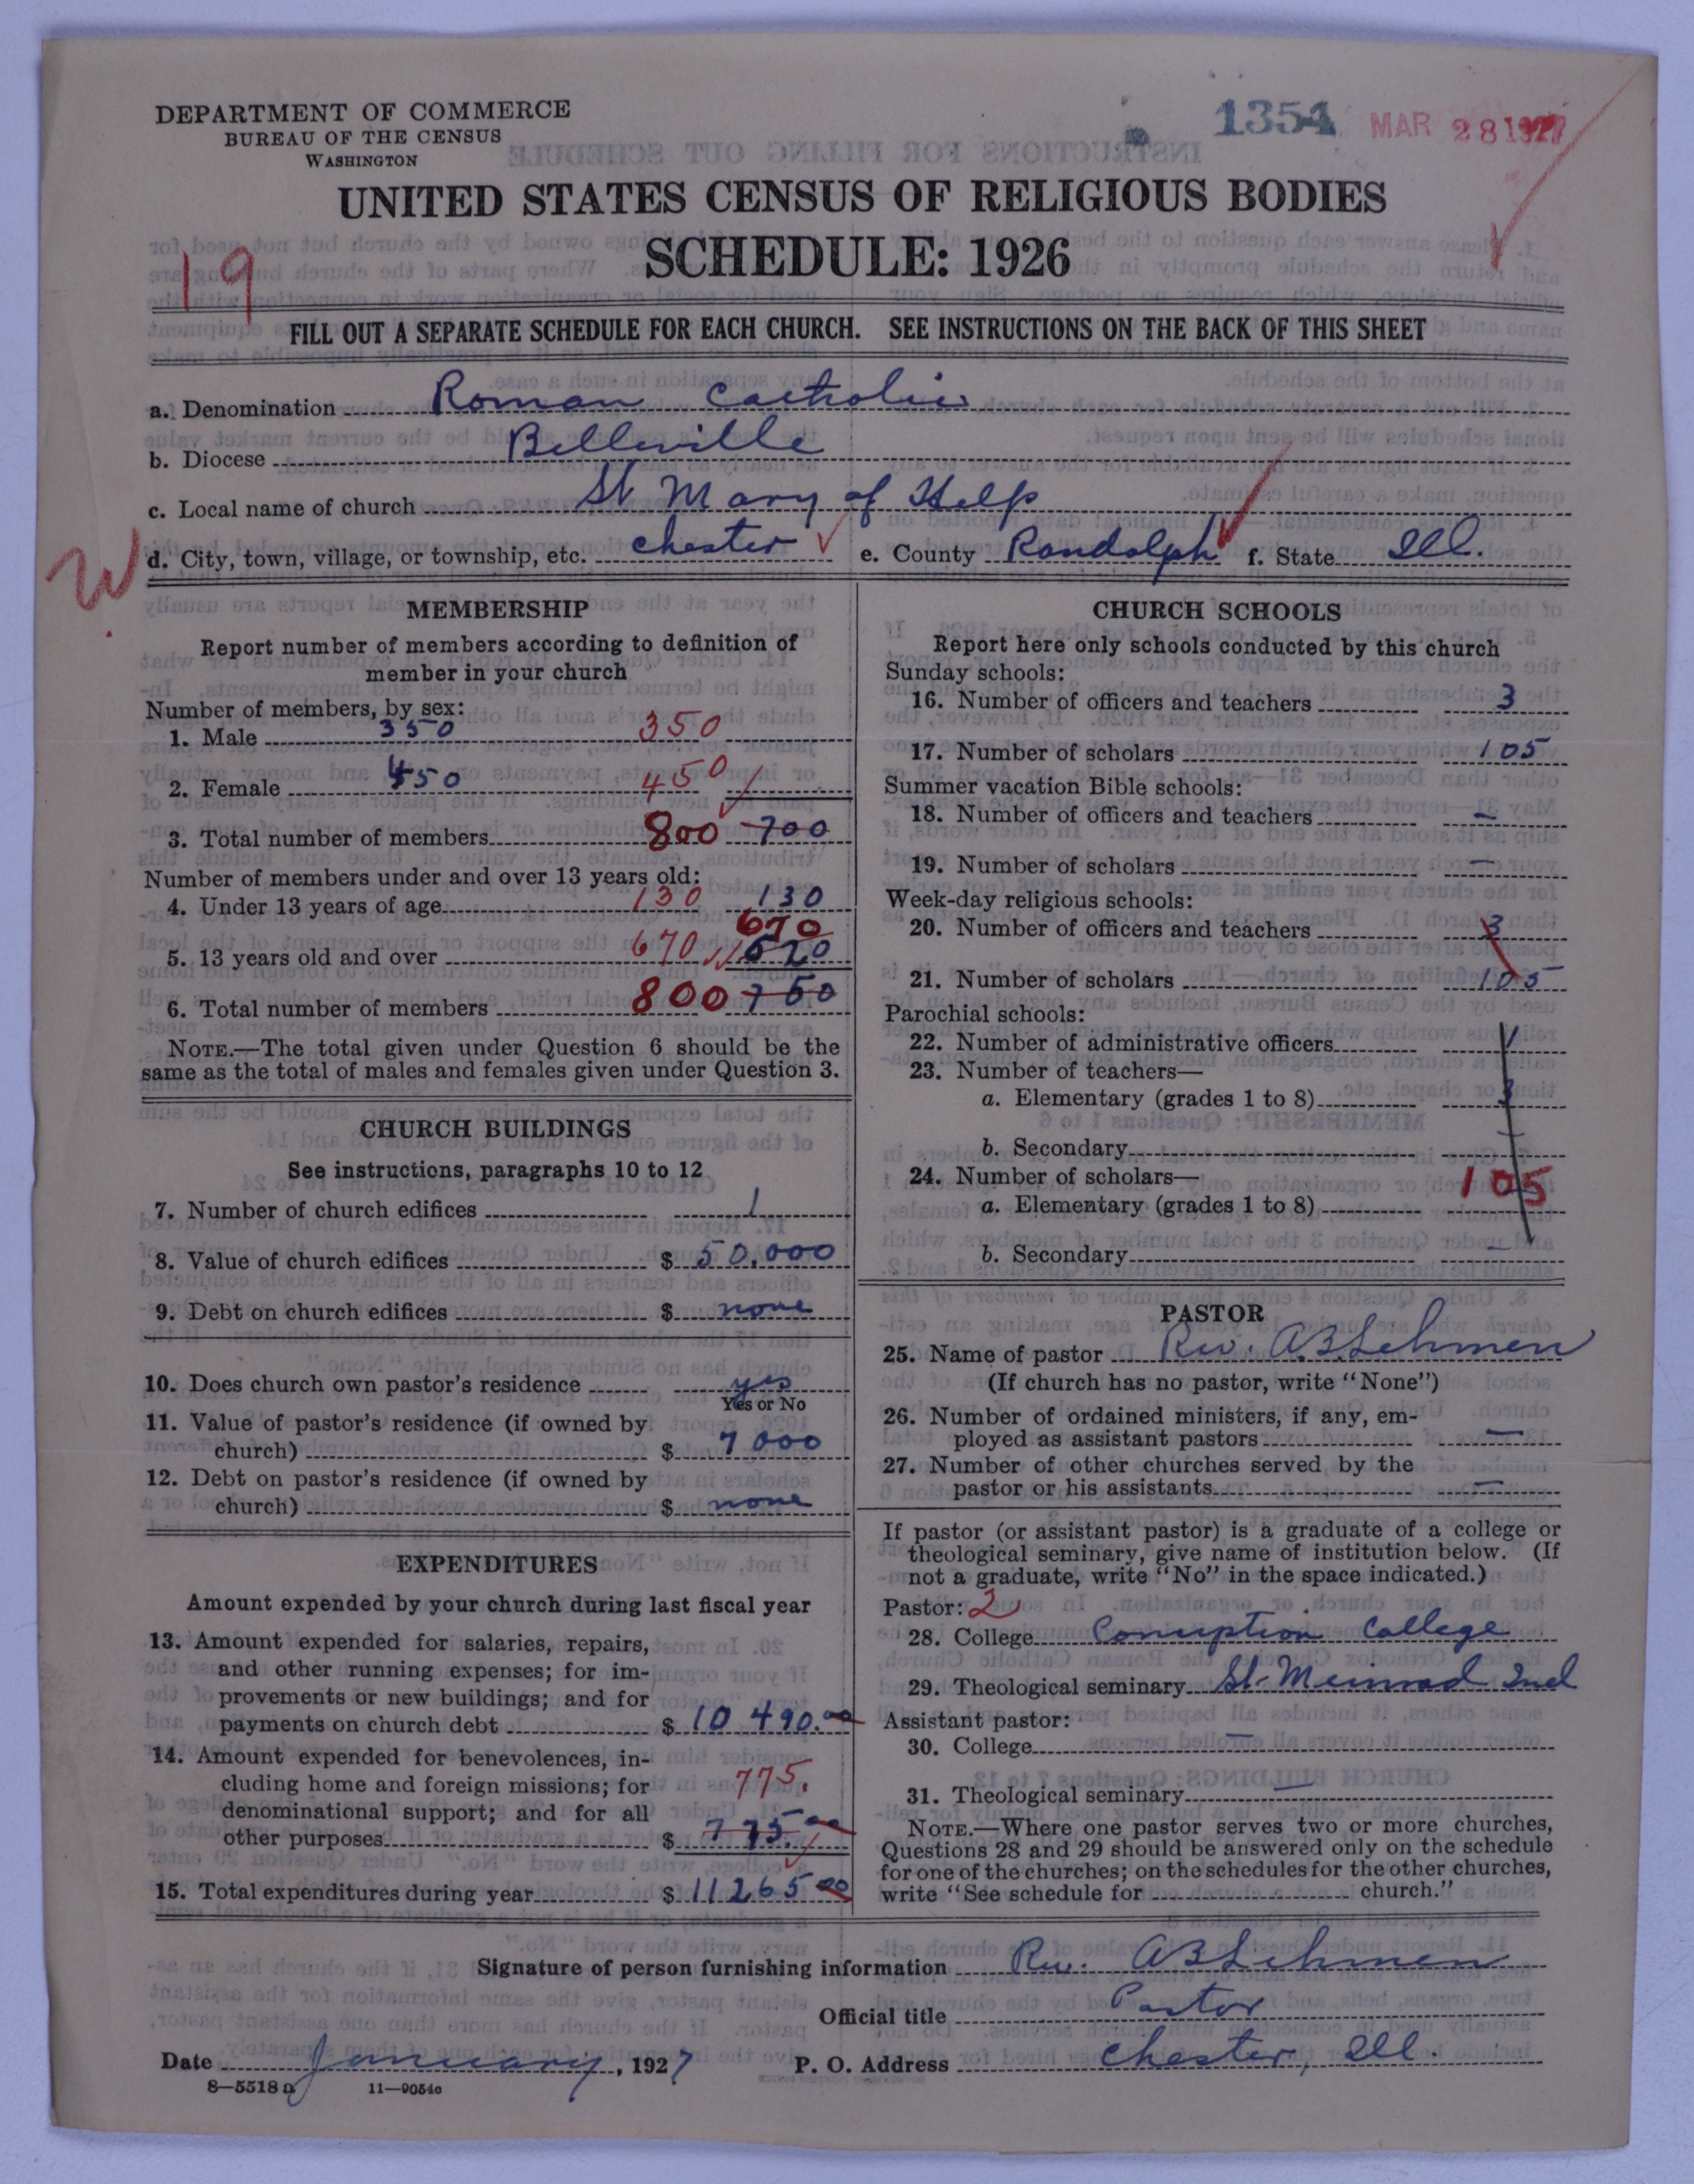 DEPARTMENT OF COMMERCE
BUREAU OF THE CENSUS
WASHINGTON
1354 MAR 28 1927
UNITED STATES CENSUS OF RELIGIOUS BODIES
SCHEDULE: 1926
19
FILL OUT A SEPARATE SCHEDULE FOR EACH CHURCH. SEE INSTRUCTIONS ON THE BACK OF THIS SHEET
a. Denomination Roman Catholic
b. Diocese Belleville
c. Local name of church St Mary of Help
W d. City, town, village, or township, etc. Chester e. County Randolph f. State Ill.
MEMBERSHIP
Report number of members according to definition of
member in your church
Number of members, by sex:
1. Male 350 350
2. Female 450 450
3. Total number of members 800 700
Number of members under and over 13 years old:
4. Under 13 years of age 130 130
670
5. 13 years old and over 670 620
6. Total number of members 800 750
NOTE.—The total given under Question 6 should be the
same as the total of males and females given under Question 3.
CHURCH BUILDINGS
See instructions, paragraphs 10 to 12
7. Number of church edifices 1
8. Value of church edifices $ 50,000
9. Debt on church edifices $ none
10. Does church own pastor's residence yes
Yes or No
11. Value of pastor's residence (if owned by
church) $ 7000
12. Debt on pastor's residence (if owned by
church) $ none
EXPENDITURES
Amount expended by your church during last fiscal year
13. Amount expended for salaries, repairs,
and other running expenses; for im-
provements or new buildings; and for
payments on church debt $ 10 490.00
14. Amount expended for benevolences, in-
cluding home and foreign missions; for 775.
denominational support; and for all
other purposes $ 775.00
15. Total expenditures during year $ 11265 00
CHURCH SCHOOLS
Report here only schools conducted by this church
Sunday schools:
16. Number of officers and teachers 3
17. Number of scholars 105
Summer vacation Bible schools:
18. Number of officers and teachers –
19. Number of scholars –
Week-day religious schools:
20. Number of officers and teachers 3
21. Number of scholars 105
Parochial schools:
22. Number of administrative officers 1
23. Number of teachers—
a. Elementary (grades 1 to 8) 3
b. Secondary –
24. Number of scholars—
a. Elementary (grades 1 to 8) 105
b. Secondary –
PASTOR
25. Name of pastor Rev. A.B. Lehmen
(If church has no pastor, write "None")
26. Number of ordained ministers, if any, em-
ployed as assistant pastors –
27. Number of other churches served by the
pastor or his assistants –
If pastor (or assistant pastor) is a graduate of a college or
theological seminary, give name of institution below. (If
not a graduate, write "No" in the space indicated.)
Pastor: 2
28. College College
29. Theological seminary St. Meinrad Ind
Assistant pastor:
30. College –
31. Theological seminary –
NOTE.—Where one pastor serves two or more churches,
Questions 28 and 29 should be answered only on the schedule
for one of the churches; on the schedules for the other churches,
write "See schedule for church."
Signature of person furnishing information Rev. A B Lehmen
Official title Pastor
Date January, 1927 P. O. Address Chester, Ill.
8—5518 a 11—9054c